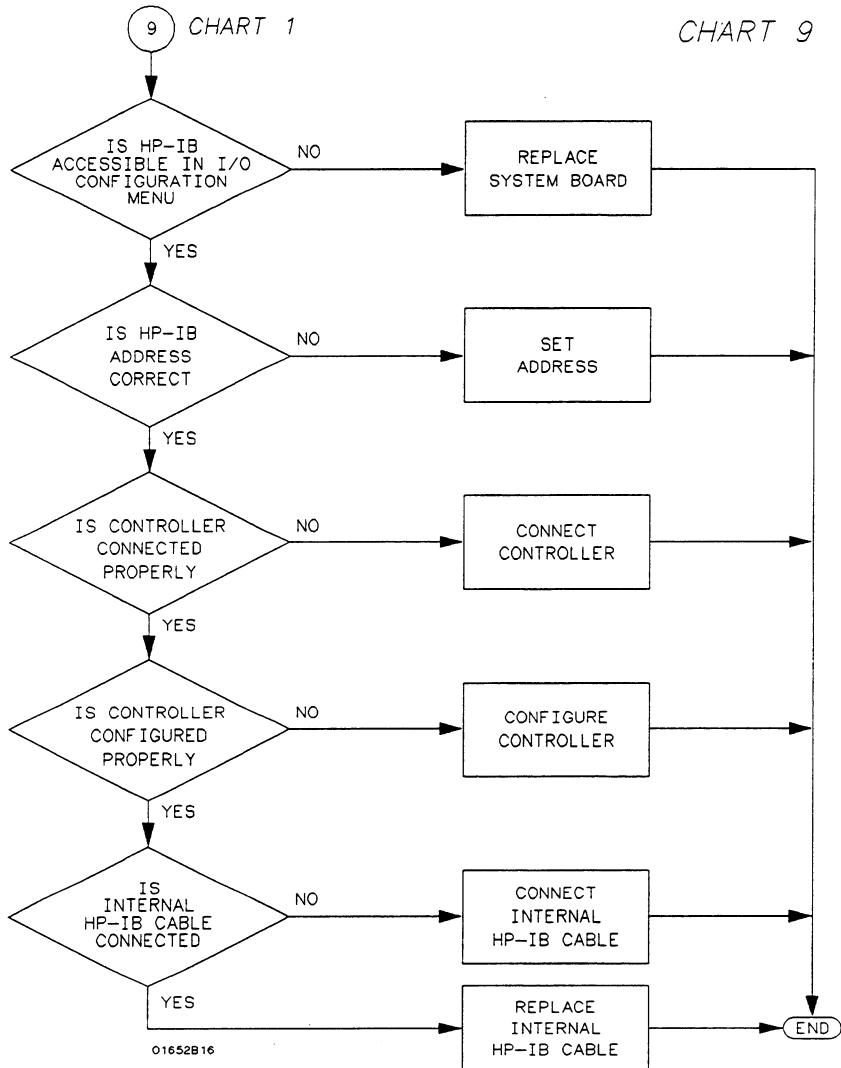 9 CHART 1
CHART 9
IS HP-IB
ACCESSIBLE IN I/O
CONFIGURATION
MENU
NO
REPLACE
SYSTEM BOARD
YES
IS HP-IB
ADDRESS
CORRECT
NO
SET
ADDRESS
YES
IS CONTROLLER
CONNECTED
PROPERLY
NO
CONNECT
CONTROLLER
YES
IS CONTROLLER
CONFIGURED
PROPERLY
NO
CONFIGURE
CONTROLLER
YES
IS
INTERNAL
HP-IB CABLE
CONNECTED
NO
CONNECT
INTERNAL
HP-IB CABLE
YES
REPLACE
INTERNAL
HP-IB CABLE
END
01652B16